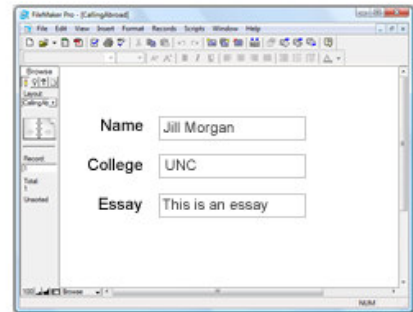 FileMaker Pro - [CallingAbroad]
File Edit View Insert Format Records Scripts Window Help
Browse
Layout:
Name Jill Morgan
Record:
1
College UNC
Total:
1
Unsorted
Essay This is an essay
100 Browse
NUM